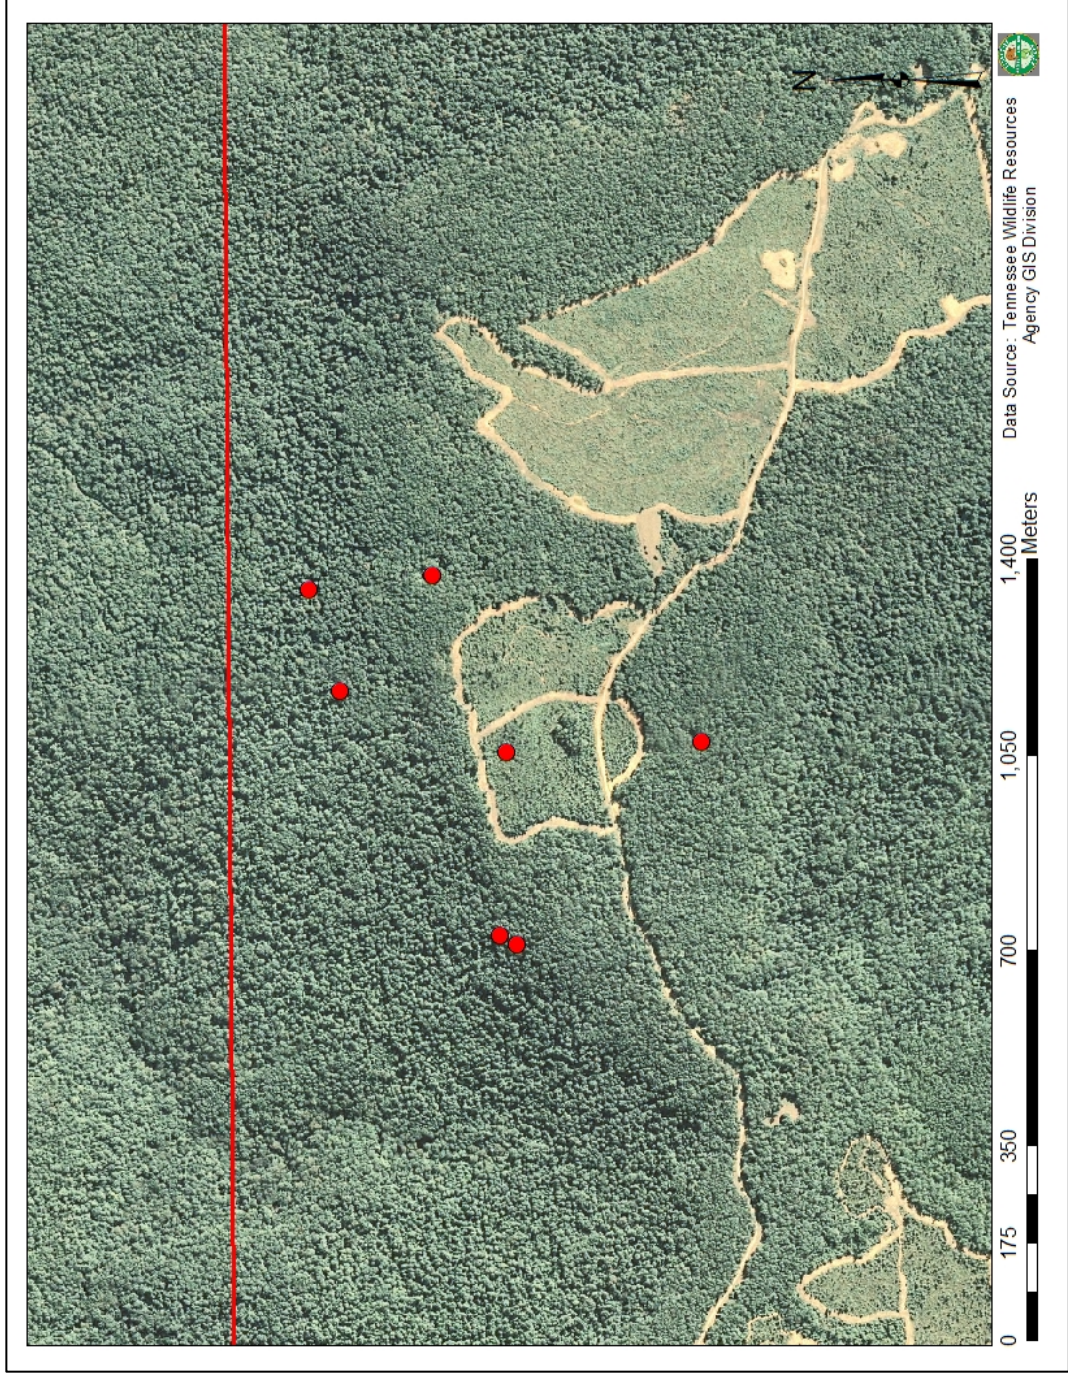 N
Data Source: Tennessee Wildlife Resources
Agency GIS Division
0 175 350 700 1,050 1,400
Meters